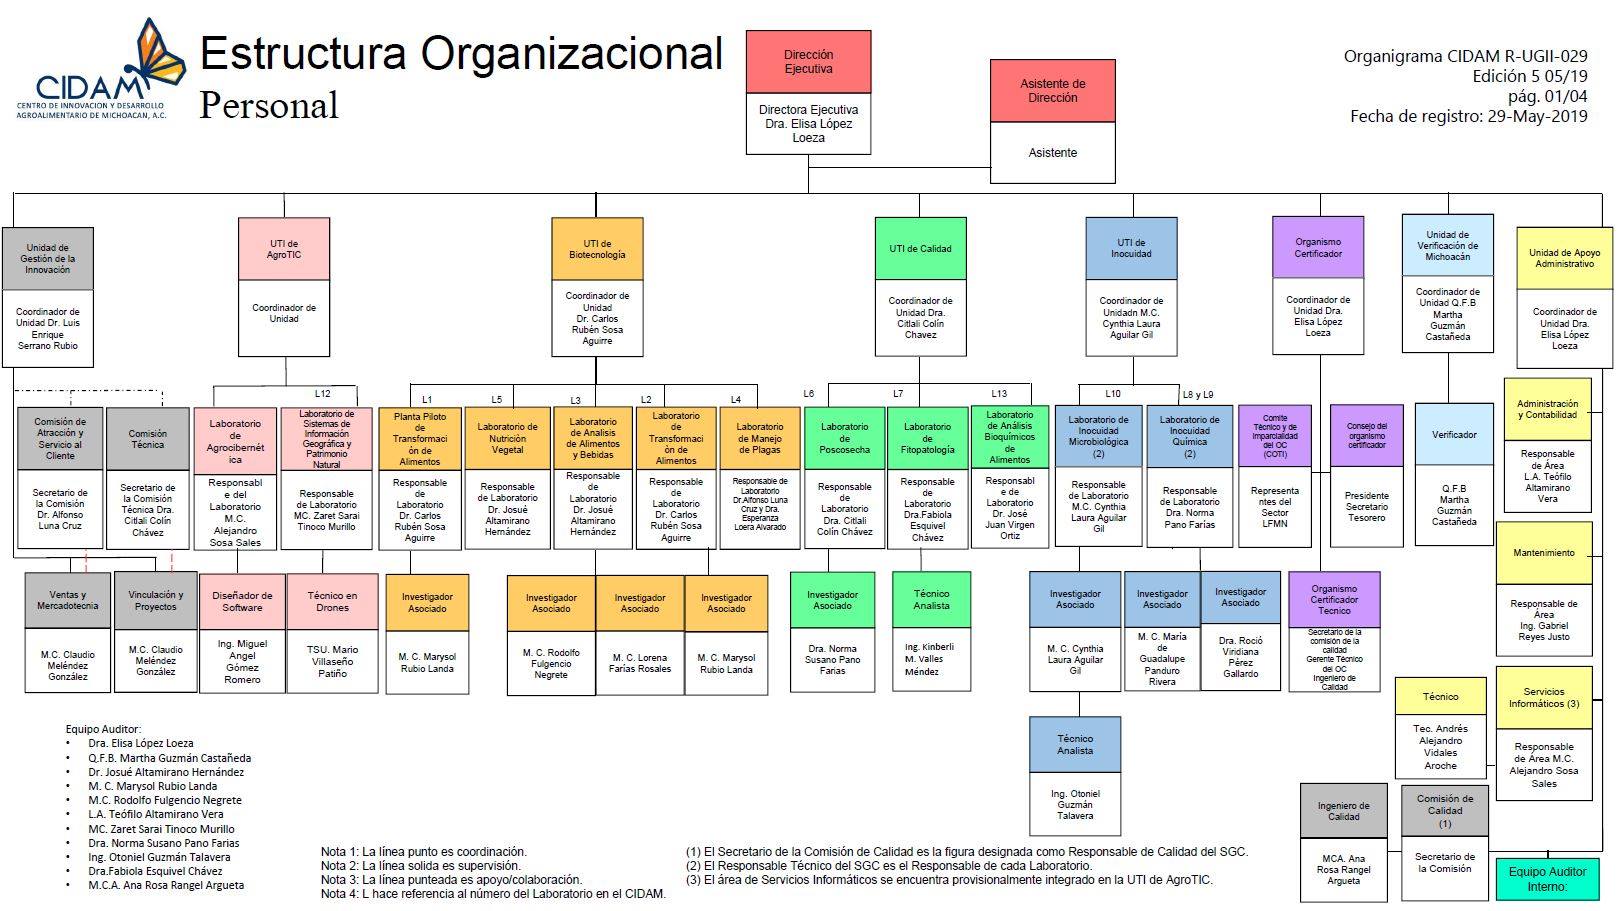 CIDAM
CENTRO DE INNOVACION Y DESARROLLO
AGROALIMENTARIO DE MICHOACAN, A.C.
Estructura Organizacional
Personal
Organigrama CIDAM R-UGII-029
Edición 5 05/19
pág. 01/04
Fecha de registro: 29-May-2019
Dirección
Ejecutiva
Directora Ejecutiva
Dra. Elisa López
Loeza
Asistente de
Dirección
Asistente
Unidad de
Gestión de la
Innovación
Coordinador de
Unidad Dr. Luis
Enrique
Serrano Rubio
UTI de
AgroTIC
Coordinador de
Unidad
UTI de
Biotecnología
Coordinador de
Unidad
Dr. Carlos
Rubén Sosa
Aguirre
UTI de Calidad
Coordinador de
Unidad Dra.
Citlali Colín
Chavez
UTI de
Inocuidad
Coordinador de
Unidadn M.C.
Cynthia Laura
Aguilar Gil
Organismo
Certificador
Coordinador de
Unidad Dra.
Elisa López
Loeza
Unidad de
Verificación de
Michoacán
Coordinador de
Unidad Q.F.B
Martha
Guzmán
Castañeda
Unidad de Apoyo
Administrativo
Coordinador de
Unidad Dra.
Elisa López
Loeza
Comisión de
Atracción y
Servicio al
Cliente
Secretario de
la Comisión
Dr. Alfonso
Luna Cruz
Comisión
Técnica
Secretario de
la Comisión
Técnica Dra.
Citlali Colín
Chávez
Laboratorio
de
Agrocibernét
ica
Responsabl
e del
Laboratorio
M.C.
Alejandro
Sosa Sales
L12
Laboratorio de
Sistemas de
Información
Geográfica y
Patrimonio
Natural
Responsable
de Laboratorio
MC. Zaret Sarai
Tinoco Murillo
L1
Planta Piloto
de
Transformaci
ón de
Alimentos
Responsable
de
Laboratorio
Dr. Carlos
Rubén Sosa
Aguirre
L5
Laboratorio de
Nutrición
Vegetal
Responsable
de Laboratorio
Dr. Josué
Altamirano
Hernández
L3
Laboratorio
de Analisis
de Alimentos
y Bebidas
Responsable
de
Laboratorio
Dr. Josué
Altamirano
Hernández
L2
Laboratorio
de
Transformaci
ón de
Alimentos
Responsable
de
Laboratorio
Dr. Carlos
Rubén Sosa
Aguirre
L4
Laboratorio
de Manejo
de Plagas
Responsable de
Laboratorio
Dr.Alfonso Luna
Cruz y Dra.
Esperanza
Loera Alvarado
L6
Laboratorio
de
Poscosecha
Responsable
de
Laboratorio
Dra. Citlali
Colín Chávez
L7
Laboratorio
de
Fitopatología
Responsable
de
Laboratorio
Dra.Fabiola
Esquivel
Chávez
L13
Laboratorio
de Análisis
Bioquímicos
de
Alimentos
Responsabl
e de
Laboratorio
Dr. José
Juan Virgen
Ortiz
L10
Laboratorio de
Inocuidad
Microbiológica
(2)
Responsable
de Laboratorio
M.C. Cynthia
Laura Aguilar
Gil
L8 y L9
Laboratorio de
Inocuidad
Química
(2)
Responsable
de Laboratorio
Dra. Norma
Pano Farías
Comite
Técnico y de
Imparcialidad
del OC
(COTI)
Representa
ntes del
Sector
LFMN
Consejo del
organismo
certificador)
Presidente
Secretario
Tesorero
Verificador
Q.F.B
Martha
Guzmán
Castañeda
Administración
y Contabilidad
Responsable
de Área
L.A. Teófilo
Altamirano
Vera
Mantenimiento
Responsable de
Área
Ing. Gabriel
Reyes Justo
Servicios
Informáticos (3)
Responsable
de Área M.C.
Alejandro Sosa
Sales
Ventas y
Mercadotecnia
M.C. Claudio
Meléndez
González
Vinculación y
Proyectos
M.C. Claudio
Meléndez
González
Diseñador de
Software
Ing. Miguel
Angel
Gómez
Romero
Técnico en
Drones
TSU. Mario
Villaseño
Patiño
Investigador
Asociado
M. C. Marysol
Rubio Landa
Investigador
Asociado
M. C. Rodolfo
Fulgencio
Negrete
Investigador
Asociado
M. C. Lorena
Farías Rosales
Investigador
Asociado
M. C. Marysol
Rubio Landa
Investigador
Asociado
Dra. Norma
Susano Pano
Farias
Técnico
Analista
Ing. Kinberli
M. Valles
Méndez
Investigador
Asociado
M. C. Cynthia
Laura Aguilar
Gil
Investigador
Asociado
M. C. María
de
Guadalupe
Panduro
Rivera
Investigador
Asociado
Dra. Roció
Viridiana
Pérez
Gallardo
Organismo
Certificador
Tecnico
Secretario de la
comisión de la
calidad
Gerente Técnico
del OC
Ingeniero de
Calidad
Técnico
Analista
Ing. Otoniel
Guzmán
Talavera
Técnico
Tec. Andrés
Alejandro
Vidales
Aroche
Ingeniero de
Calidad
MCA. Ana
Rosa Rangel
Argueta
Comisión de
Calidad
(1)
Secretario de
la Comisión
Equipo Auditor
Interno:
Equipo Auditor:
• Dra. Elisa López Loeza
• Q.F.B. Martha Guzmán Castañeda
• Dr. Josué Altamirano Hernández
• M. C. Marysol Rubio Landa
• M.C. Rodolfo Fulgencio Negrete
• L.A. Teófilo Altamirano Vera
• MC. Zaret Sarai Tinoco Murillo
• Dra. Norma Susano Pano Farias
• Ing. Otoniel Guzmán Talavera
• Dra.Fabiola Esquivel Chávez
• M.C.A. Ana Rosa Rangel Argueta
Nota 1: La línea punto es coordinación.
Nota 2: La línea solida es supervisión.
Nota 3: La línea punteada es apoyo/colaboración.
Nota 4: L hace referencia al número del Laboratorio en el CIDAM.
(1) El Secretario de la Comisión de Calidad es la figura designada como Responsable de Calidad del SGC.
(2) El Responsable Técnico del SGC es el Responsable de cada Laboratorio.
(3) El área de Servicios Informáticos se encuentra provisionalmente integrado en la UTI de AgroTIC.